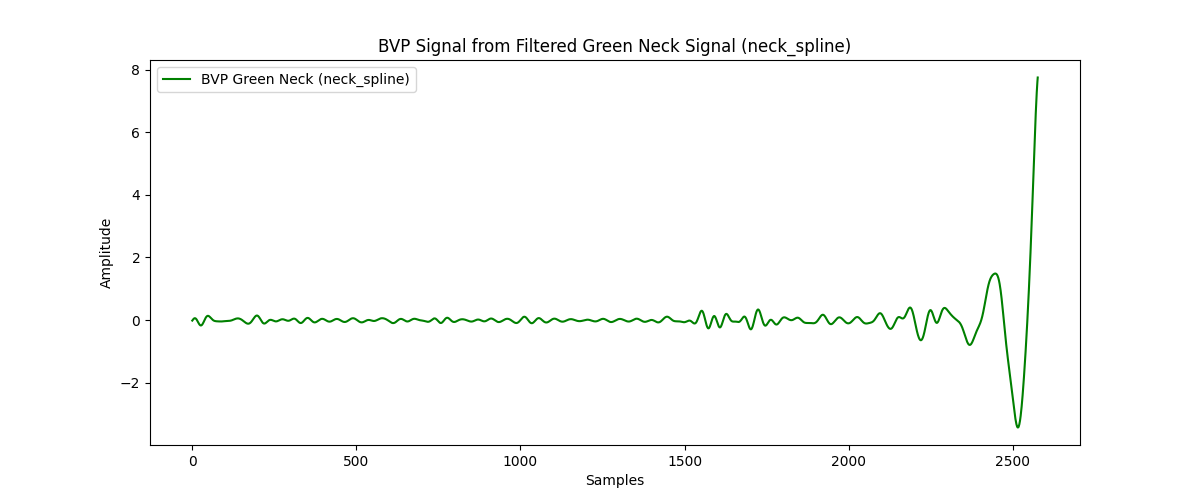 BVP Signal from Filtered Green Neck Signal (neck_spline)
BVP Green Neck (neck_spline)
8
6
4
2
0
−2
Amplitude
0 500 1000 1500 2000 2500
Samples